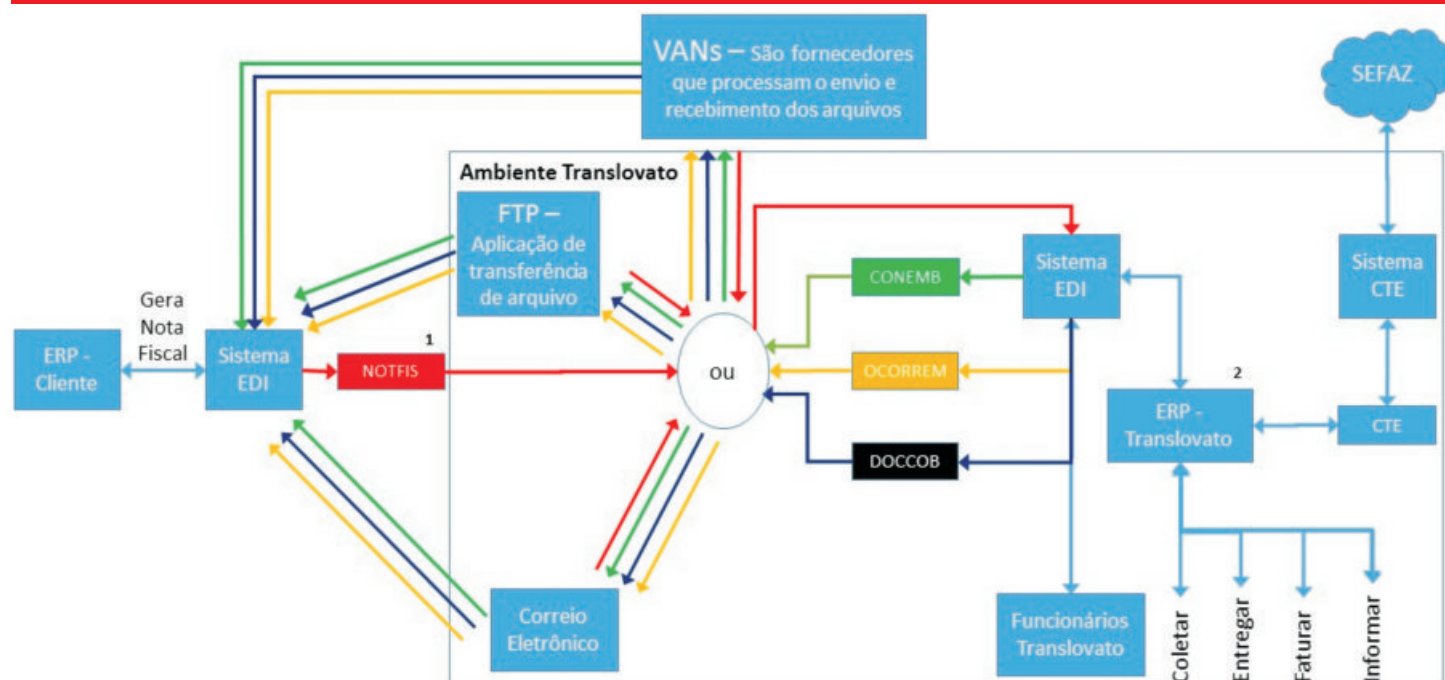 VANs – São fornecedores
que processam o envio e
recebimento dos arquivos
SEFAZ
Ambiente Translovato
FTP –
Aplicação de
transferência
de arquivo
Gera
Nota
Fiscal
ERP -
Cliente
Sistema
EDI
1
NOTFIS
ou
CONEMB
OCORREM
DOCCOB
Sistema
EDI
Sistema
CTE
2
ERP -
Translovato
CTE
Correio
Eletrônico
Funcionários
Translovato
Coletar
Entregar
Faturar
Informar